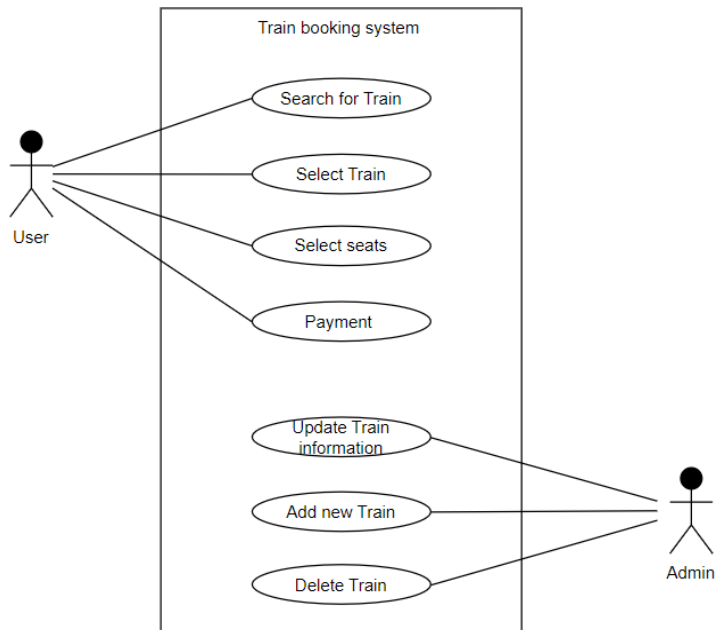 Train booking system
Search for Train
Select Train
Select seats
User
Payment
Update Train
information
Add new Train
Admin
Delete Train